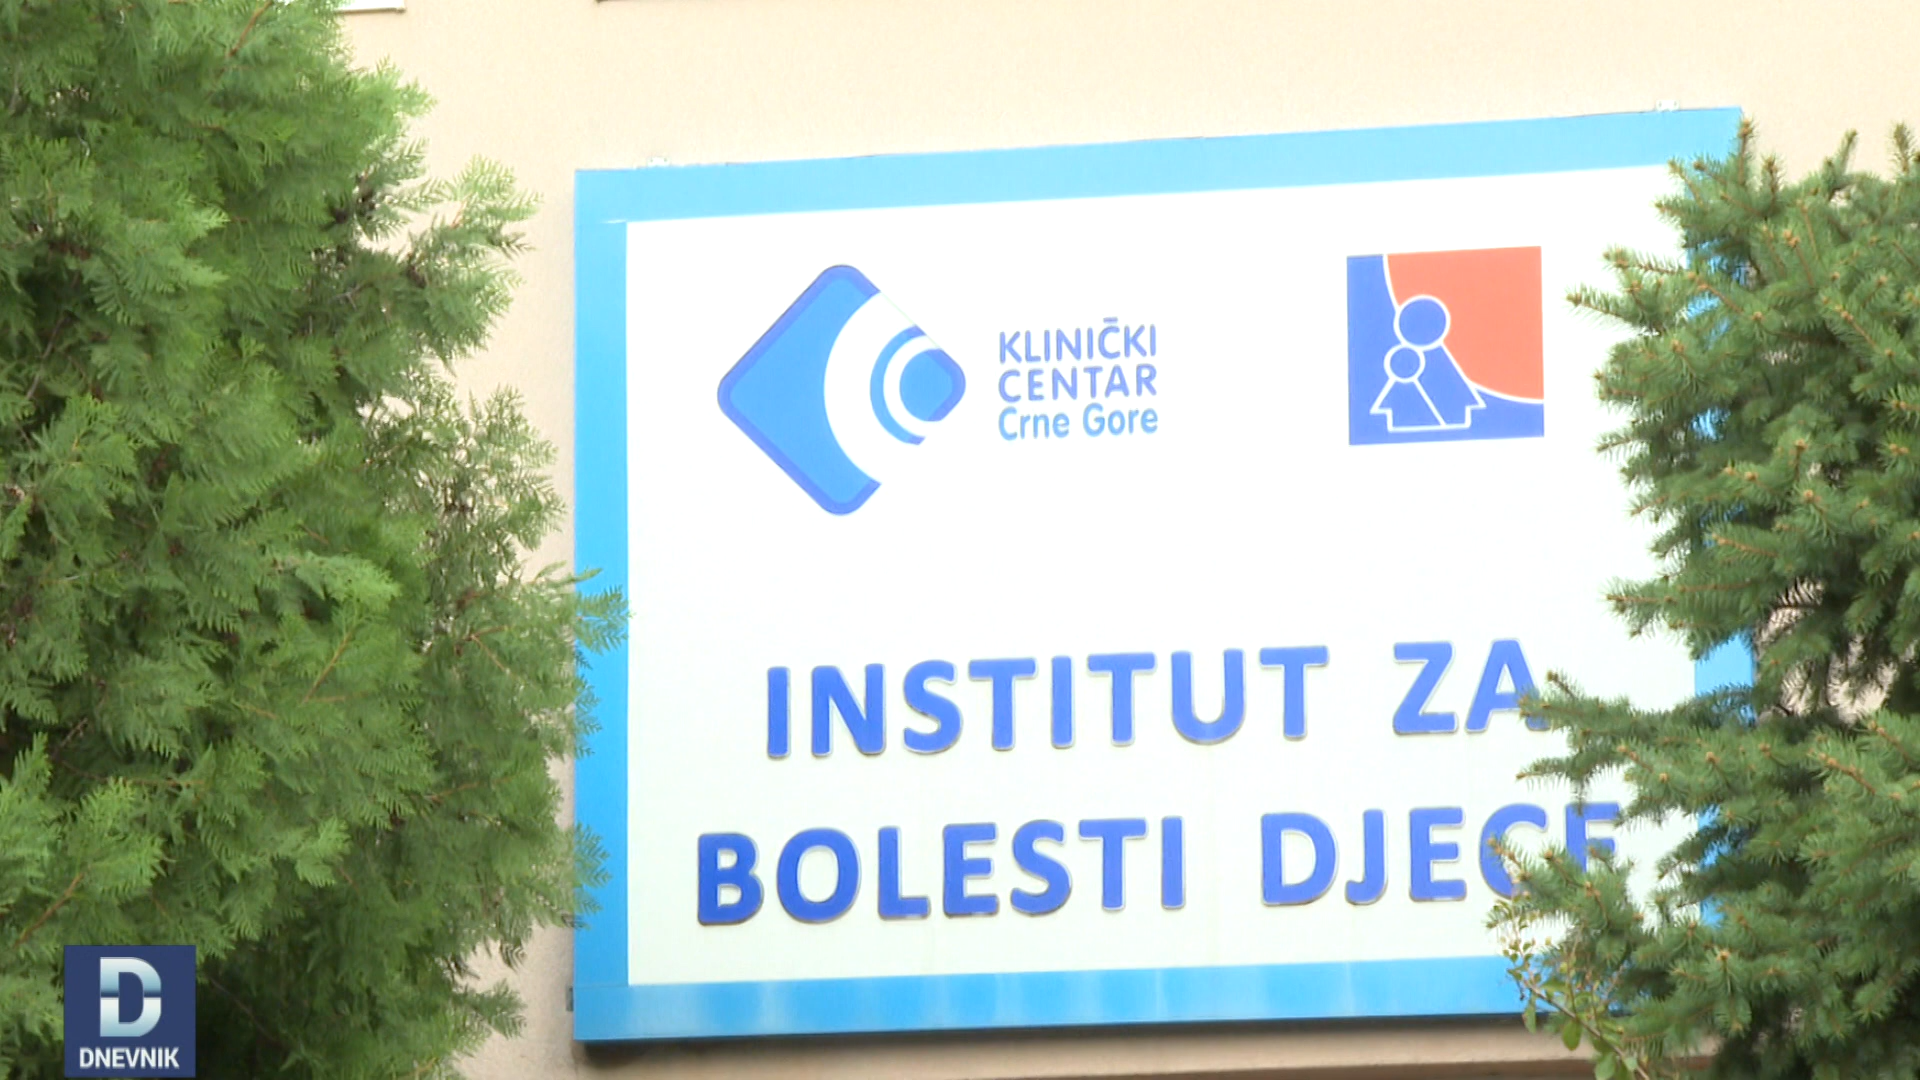 KLINIČKI
CENTAR
Crne Gore
INSTITUT ZA
BOLESTI DJECE
D
DNEVNIK